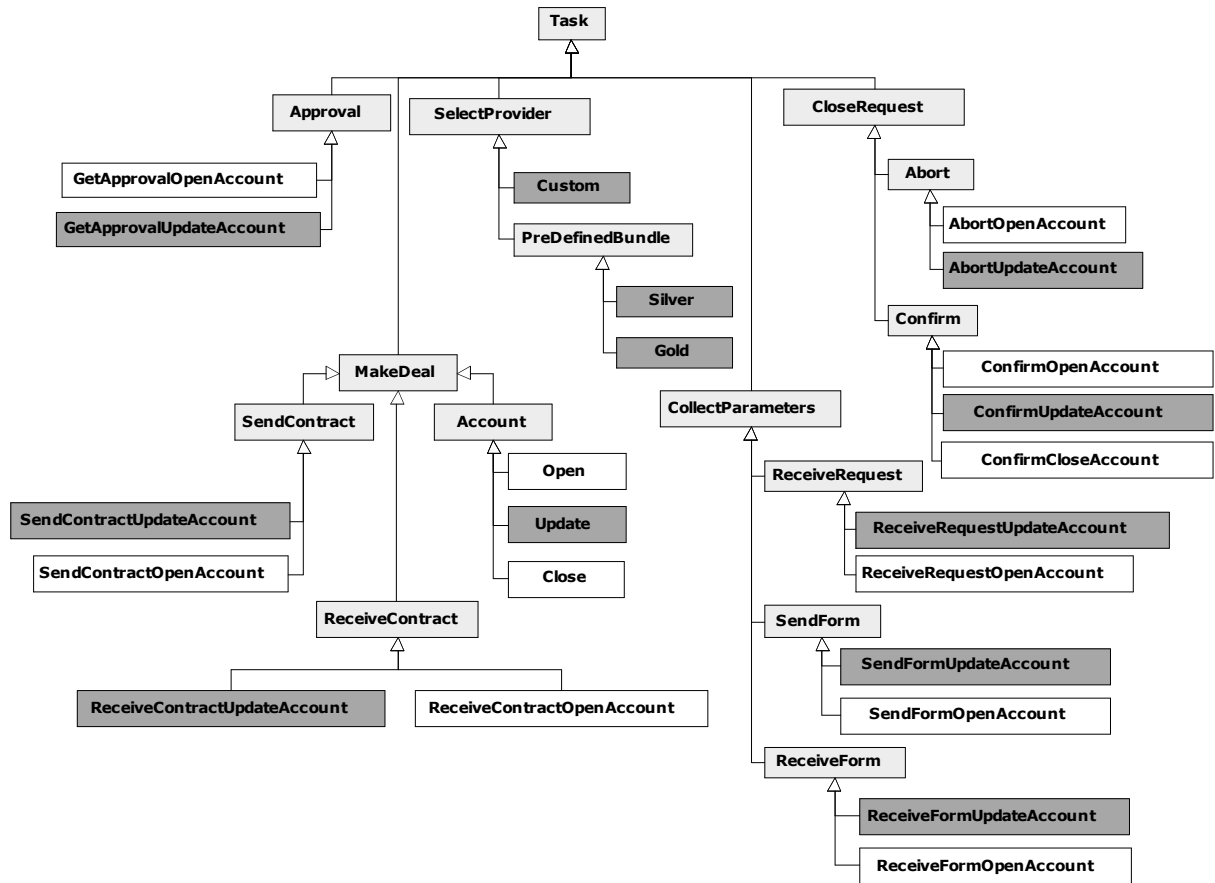 Task
Approval
SelectProvider
CloseRequest
GetApprovalOpenAccount
GetApprovalUpdateAccount
Custom
PreDefinedBundle
Silver
Gold
Abort
AbortOpenAccount
AbortUpdateAccount
Confirm
ConfirmOpenAccount
ConfirmUpdateAccount
ConfirmCloseAccount
MakeDeal
SendContract
Account
Open
Update
Close
SendContractUpdateAccount
SendContractOpenAccount
ReceiveContract
ReceiveContractUpdateAccount
ReceiveContractOpenAccount
CollectParameters
ReceiveRequest
ReceiveRequestUpdateAccount
ReceiveRequestOpenAccount
SendForm
SendFormUpdateAccount
SendFormOpenAccount
ReceiveForm
ReceiveFormUpdateAccount
ReceiveFormOpenAccount